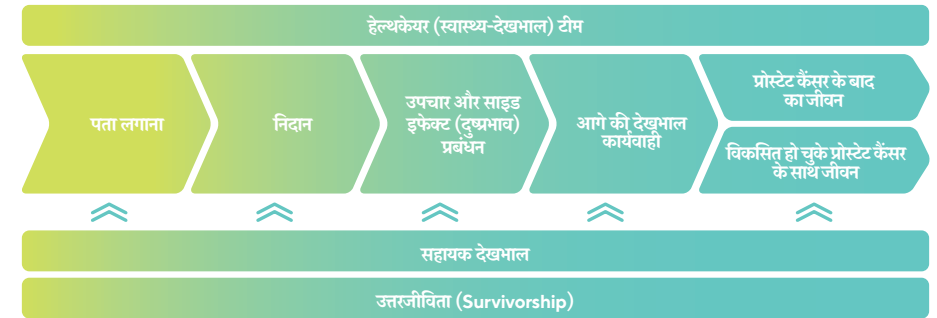 हेल्थकेयर (स्वास्थ्य-देखभाल) टीम
पता लगाना
निदान
उपचार और साइड
इफेक्ट (दुष्प्रभाव)
प्रबंधन
आगे की देखभाल
कार्यवाही
प्रोस्टेट कैंसर के बाद
का जीवन
विकसित हो चुके प्रोस्टेट कैंसर
के साथ जीवन
सहायक देखभाल
उत्तरजीविता (Survivorship)